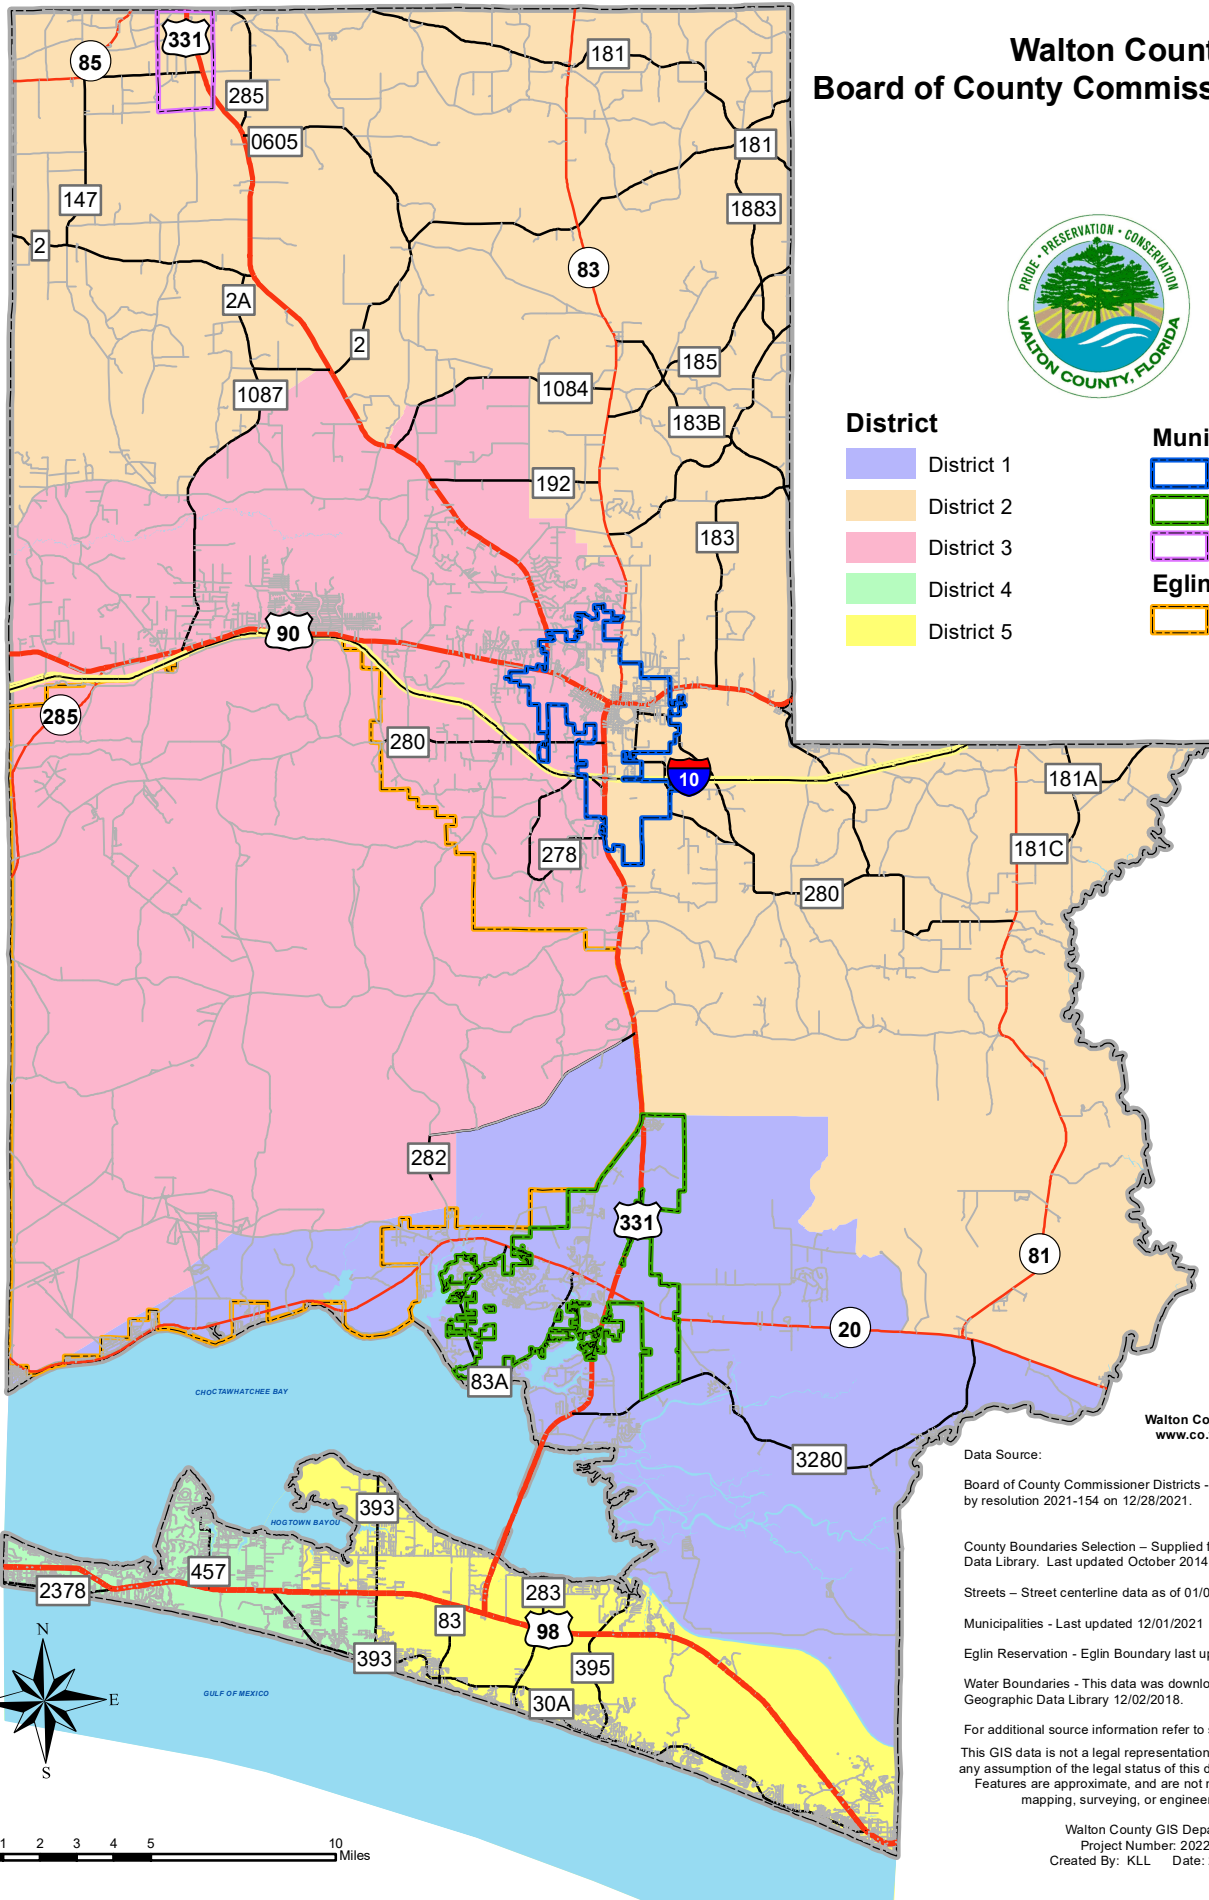 Walton Count
Board of County Commiss
PRIDE • PRESERVATION • CONSERVATION
WALTON COUNTY, FLORIDA
District
District 1
District 2
District 3
District 4
District 5
Muni
Eglin
331
85
285
181
0605
181
147
1883
2
83
2A
2
185
1087
1084
183B
192
183
90
285
280
10
181A
278
181C
280
282
331
81
20
83A
CHOCTAWHATCHEE BAY
3280
393
HOGTOWN BAYOU
457
2378
283
83
98
393
395
30A
GULF OF MEXICO
N
E
S
1 2 3 4 5 10
Miles
Walton Co
www.co.
Data Source:
Board of County Commissioner Districts -
by resolution 2021-154 on 12/28/2021.
County Boundaries Selection – Supplied f
Data Library. Last updated October 2014
Streets – Street centerline data as of 01/0
Municipalities - Last updated 12/01/2021
Eglin Reservation - Eglin Boundary last up
Water Boundaries - This data was downlo
Geographic Data Library 12/02/2018.
For additional source information refer to
This GIS data is not a legal representation
any assumption of the legal status of this d
Features are approximate, and are not
mapping, surveying, or enginee
Walton County GIS Depa
Project Number: 2022
Created By: KLL Date: